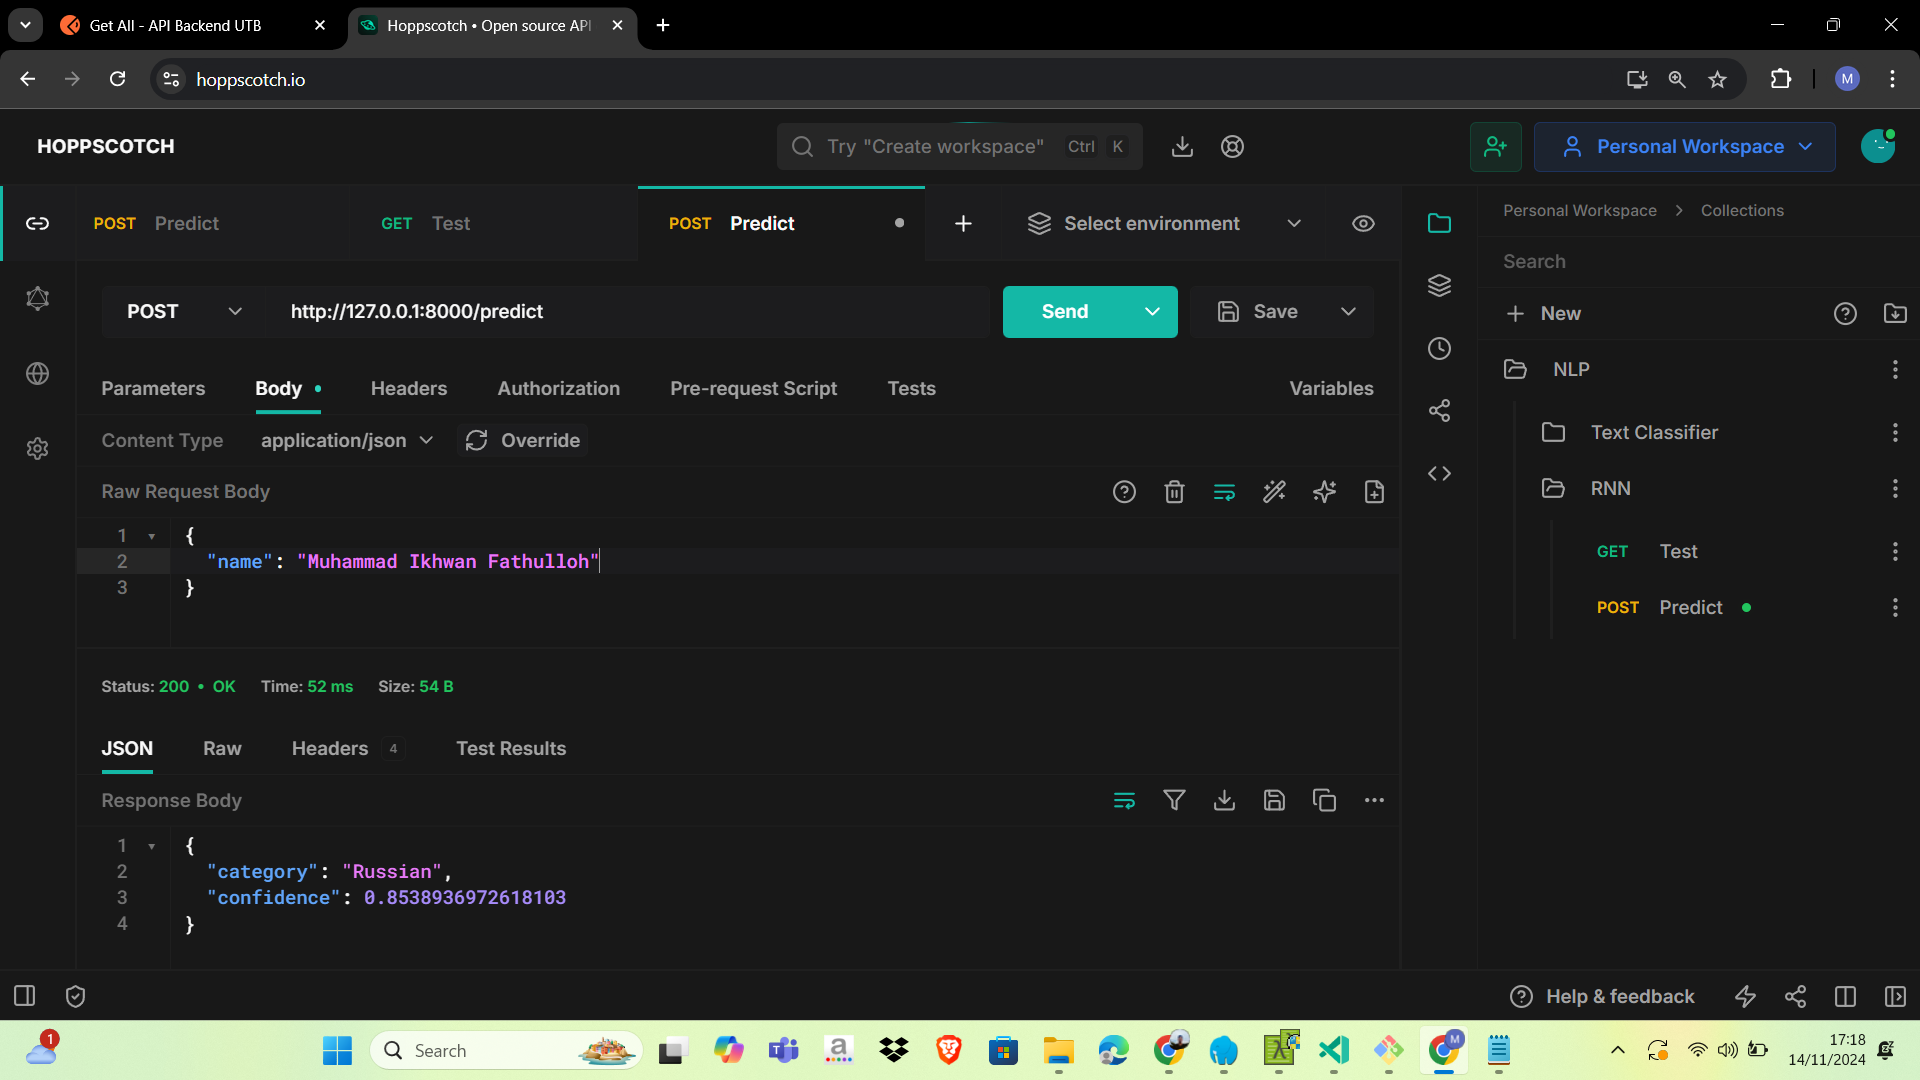 Get All - API Backend UTB
Hoppscotch • Open source API
hoppscotch.io
M
HOPPSCOTCH
Try "Create workspace" Ctrl K
Personal Workspace
POST Predict
GET Test
POST Predict
Select environment
Personal Workspace > Collections
Search
POST
http://127.0.0.1:8000/predict
Send
Save
New
Parameters
Body
Headers
Authorization
Pre-request Script
Tests
Variables
NLP
Content Type
application/json
Override
Text Classifier
Raw Request Body
RNN
1 {
2 "name": "Muhammad Ikhwan Fathulloh"
3 }
GET Test
POST Predict
Status: 200 • OK Time: 52 ms Size: 54 B
JSON
Raw
Headers 4
Test Results
Response Body
1 {
2 "category": "Russian",
3 "confidence": 0.8538936972618103
4 }
Help & feedback
1
Search
M
17:18
14/11/2024